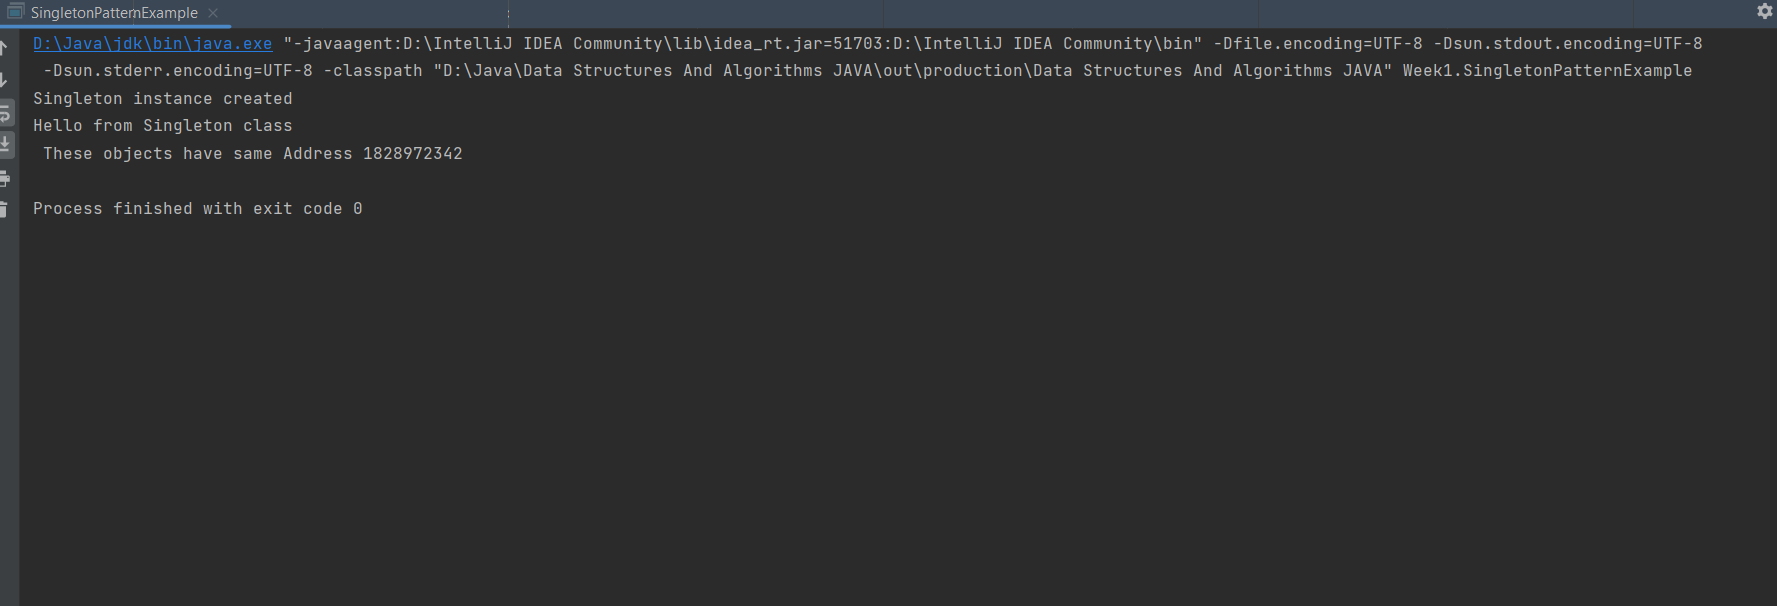 SingletonPatternExample
D:\Java\jdk\bin\java.exe "-javaagent:D:\IntelliJ IDEA Community\lib\idea_rt.jar=51703:D:\IntelliJ IDEA Community\bin" -Dfile.encoding=UTF-8 -Dsun.stdout.encoding=UTF-8
-Dsun.stderr.encoding=UTF-8 -classpath "D:\Java\Data Structures And Algorithms JAVA\out\production\Data Structures And Algorithms JAVA" Week1.SingletonPatternExample
Singleton instance created
Hello from Singleton class
These objects have same Address 1828972342
Process finished with exit code 0